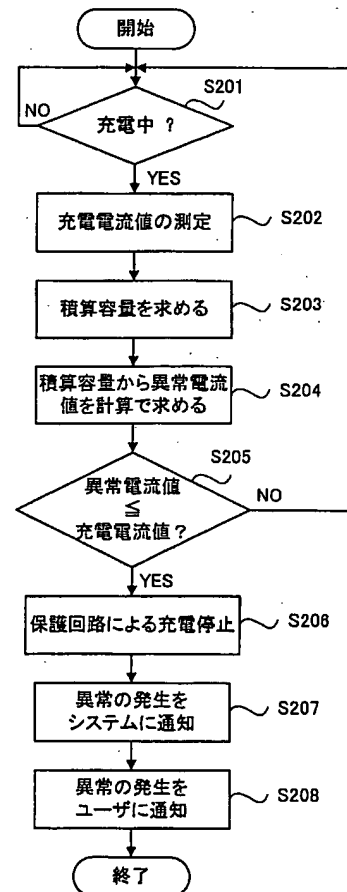 開始
S201
NO
充電中 ?
YES
充電電流値の測定
S202
積算容量を求める
S203
積算容量から異常電流
値を計算で求める
S204
S205
異常電流値
≦
充電電流値?
NO
YES
保護回路による充電停止
S206
異常の発生を
システムに通知
S207
異常の発生を
ユーザに通知
S208
終了